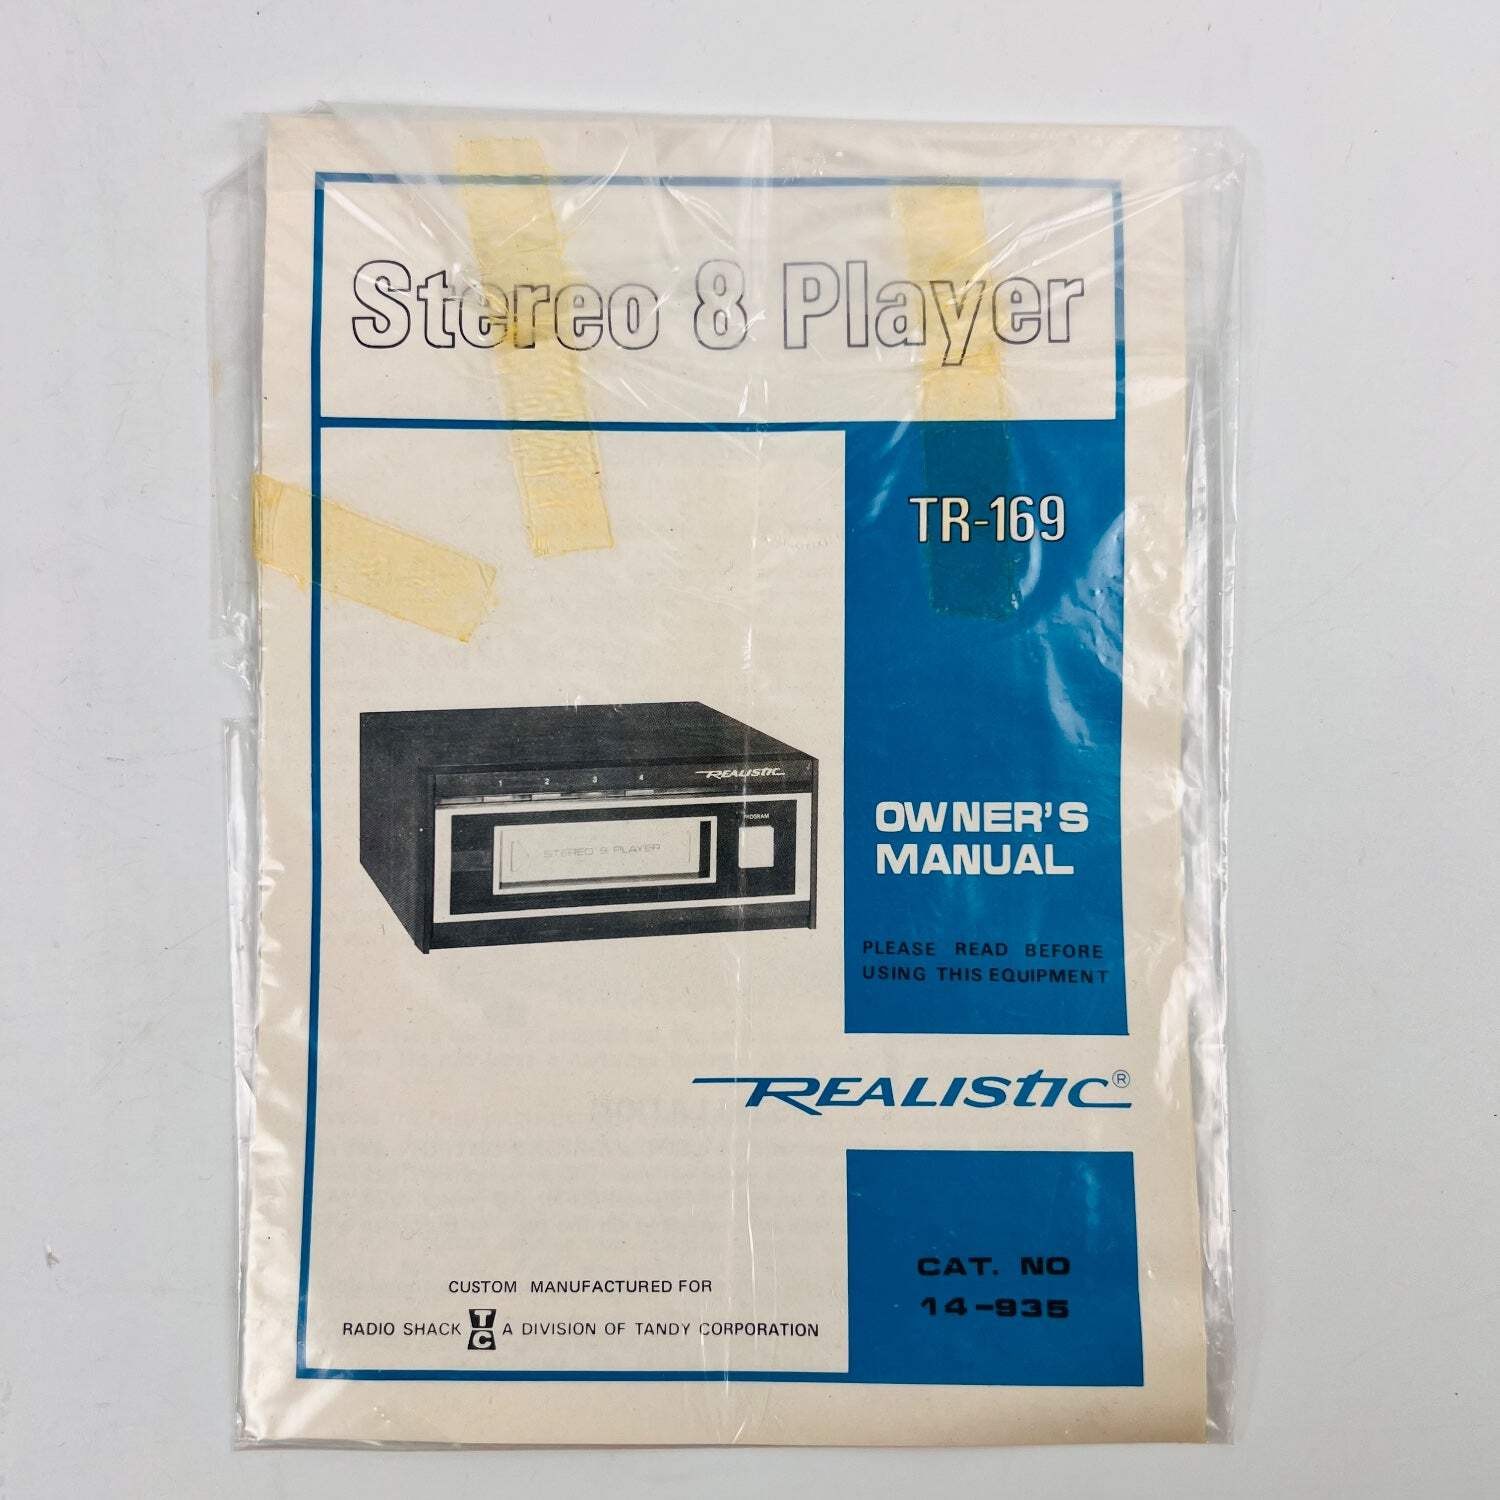 Stereo 8 Player
TR-169
1 2 3 4
REALISTIC
PROGRAM
STEREO 8 PLAYER
OWNER'S
MANUAL
PLEASE READ BEFORE
USING THIS EQUIPMENT
REALISTIC®
CAT. NO
14-935
CUSTOM MANUFACTURED FOR
RADIO SHACK TC A DIVISION OF TANDY CORPORATION